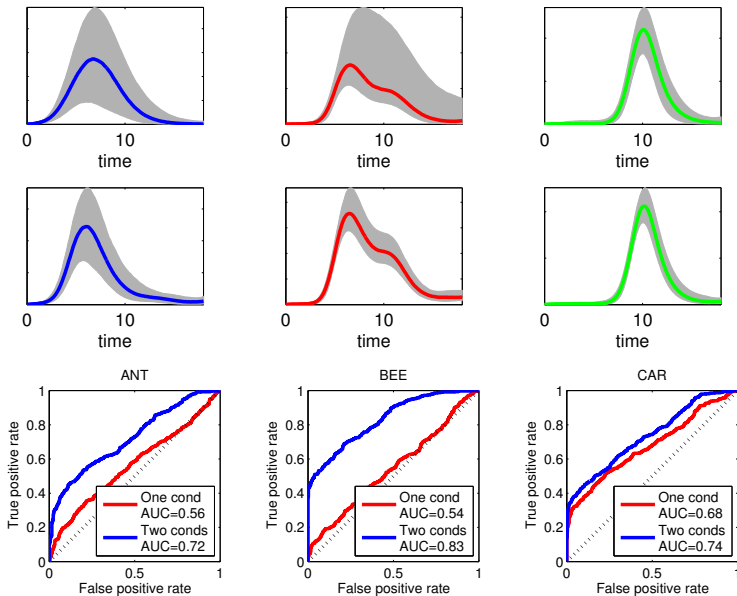 0 10
time
0 10
time
0 10
time
0 10
time
0 10
time
0 10
time
ANT
True positive rate
1
0.8
0.6
0.4
0.2
0
0 0.5 1
False positive rate
One cond
AUC=0.56
Two conds
AUC=0.72
BEE
True positive rate
1
0.8
0.6
0.4
0.2
0
0 0.5 1
False positive rate
One cond
AUC=0.54
Two conds
AUC=0.83
CAR
True positive rate
1
0.8
0.6
0.4
0.2
0
0 0.5 1
False positive rate
One cond
AUC=0.68
Two conds
AUC=0.74